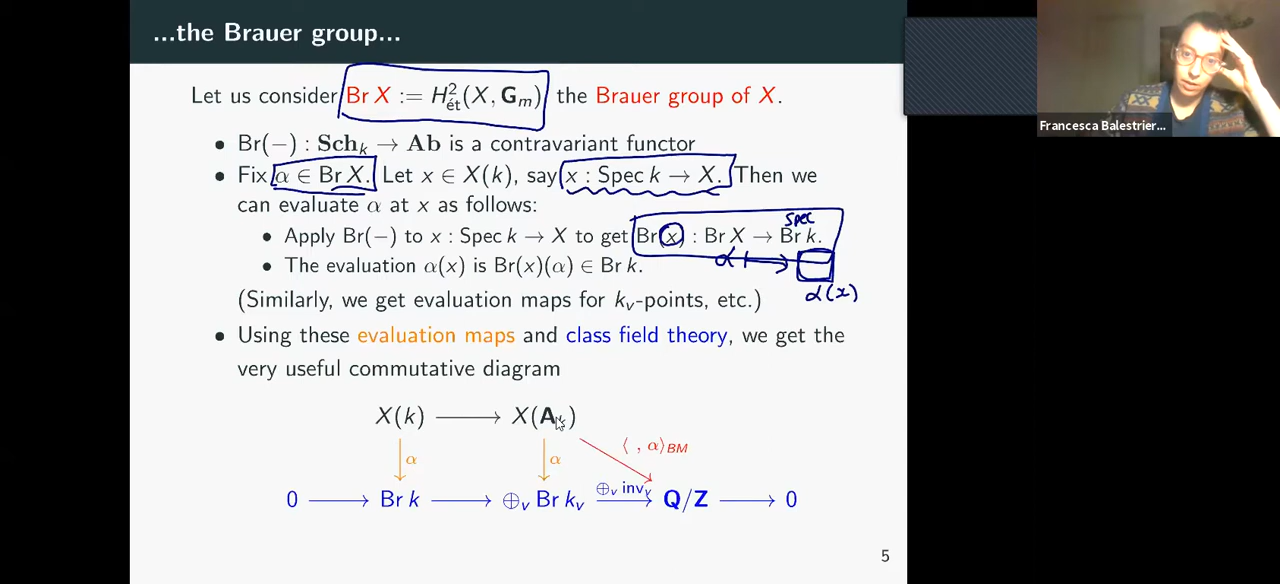 ...the Brauer group...
Let us consider Br X := H²ét(X, Gₘ) the Brauer group of X.
• Br(−) : Schₖ → Ab is a contravariant functor
• Fix α ∈ Br X. Let x ∈ X(k), say x : Spec k → X. Then we
can evaluate α at x as follows:
Spec
• Apply Br(−) to x : Spec k → X to get Br(x) : Br X → Br k.
• The evaluation α(x) is Br(x)(α) ∈ Br k.
α ↦
α(x)
(Similarly, we get evaluation maps for kᵥ-points, etc.)
• Using these evaluation maps and class field theory, we get the
very useful commutative diagram
X(k) → X(Aₖ)
α α ⟨ , α⟩BM
0 → Br k → ⊕ᵥ Br kᵥ ⊕ᵥ invᵥ → Q/Z → 0
5
Francesca Balestrier...